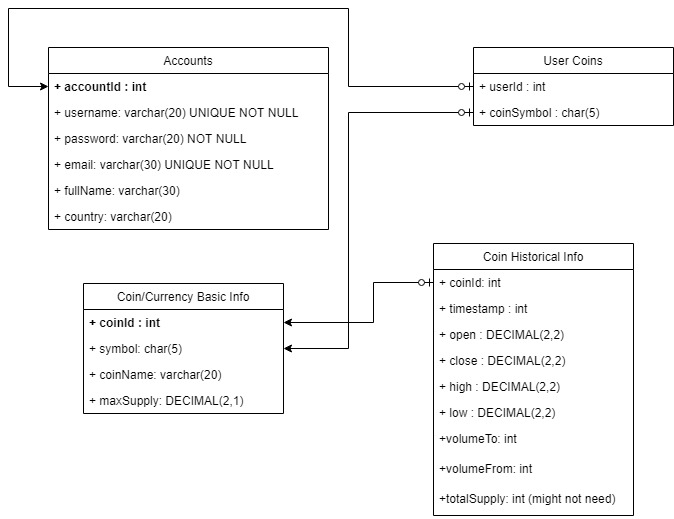 Accounts
+ accountId : int
+ username: varchar(20) UNIQUE NOT NULL
+ password: varchar(20) NOT NULL
+ email: varchar(30) UNIQUE NOT NULL
+ fullName: varchar(30)
+ country: varchar(20)
User Coins
+ userId : int
+ coinSymbol : char(5)
Coin/Currency Basic Info
+ coinId : int
+ symbol: char(5)
+ coinName: varchar(20)
+ maxSupply: DECIMAL(2,1)
Coin Historical Info
+ coinId: int
+ timestamp : int
+ open : DECIMAL(2,2)
+ close : DECIMAL(2,2)
+ high : DECIMAL(2,2)
+ low : DECIMAL(2,2)
+volumeTo: int
+volumeFrom: int
+totalSupply: int (might not need)